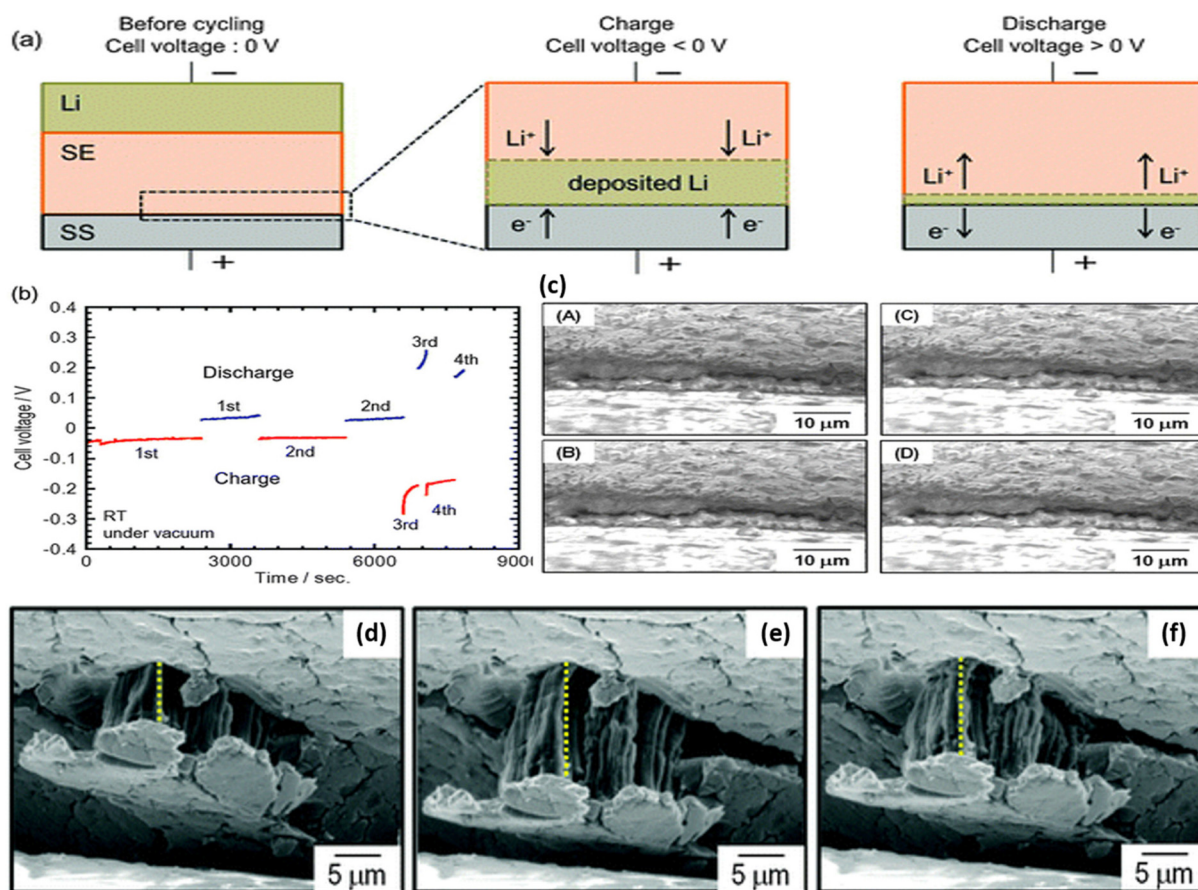 (a)
Before cycling
Cell voltage : 0 V
Charge
Cell voltage < 0 V
Discharge
Cell voltage > 0 V
−
−
−
Li
SE
SS
+
Li⁺
Li⁺
deposited Li
e⁻
e⁻
+
Li⁺
Li⁺
e⁻
e⁻
+
(b)
Cell voltage / V
0.4
0.3
0.2
0.1
0
-0.1
-0.2
-0.3
-0.4
Discharge
1st
2nd
3rd
4th
1st
2nd
3rd
4th
Charge
RT
under vacuum
0
3000
6000
9000
Time / sec.
(c)
(A)
10 μm
(C)
10 μm
(B)
10 μm
(D)
10 μm
(d)
5 μm
(e)
5 μm
(f)
5 μm